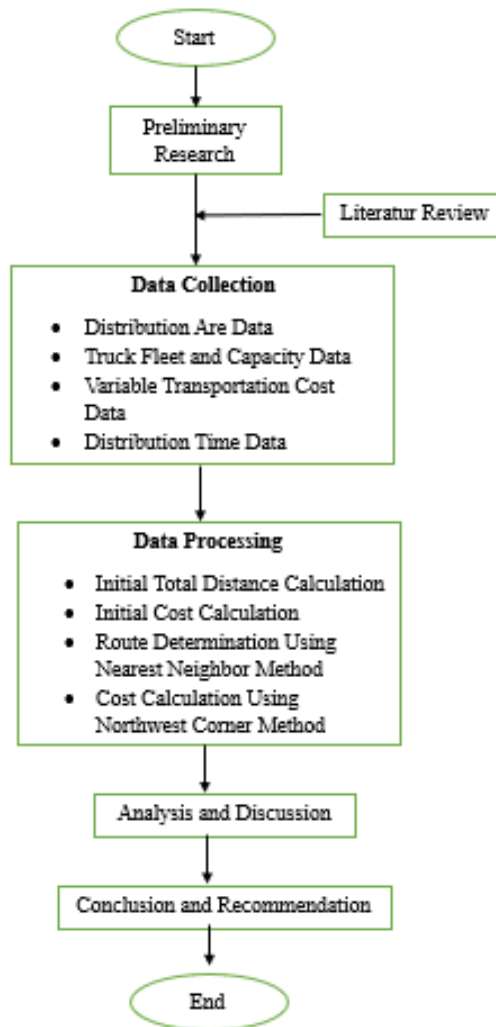 Start
Preliminary
Research
Literatur Review
Data Collection
• Distribution Are Data
• Truck Fleet and Capacity Data
• Variable Transportation Cost
Data
• Distribution Time Data
Data Processing
• Initial Total Distance Calculation
• Initial Cost Calculation
• Route Determination Using
Nearest Neighbor Method
• Cost Calculation Using
Northwest Corner Method
Analysis and Discussion
Conclusion and Recommendation
End